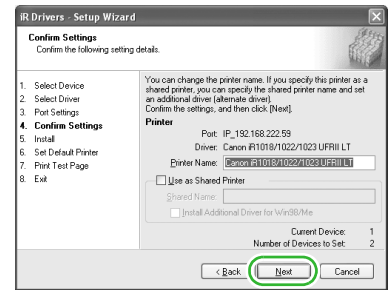 iR Drivers - Setup Wizard
Confirm Settings
Confirm the following setting details.
1. Select Device
2. Select Driver
3. Port Settings
4. Confirm Settings
5. Install
6. Set Default Printer
7. Print Test Page
8. Exit
You can change the printer name. If you specify this printer as a
shared printer, you can specify the shared printer name and set
an additional driver (alternate driver).
Confirm the settings, and then click [Next].
Printer
Port: IP_192.168.222.59
Driver: Canon iR1018/1022/1023 UFRII LT
Printer Name: Canon iR1018/1022/1023 UFRII LT
Use as Shared Printer
Shared Name:
Install Additional Driver for Win98/Me
Current Device: 1
Number of Devices to Set: 2
< Back
Next
Cancel